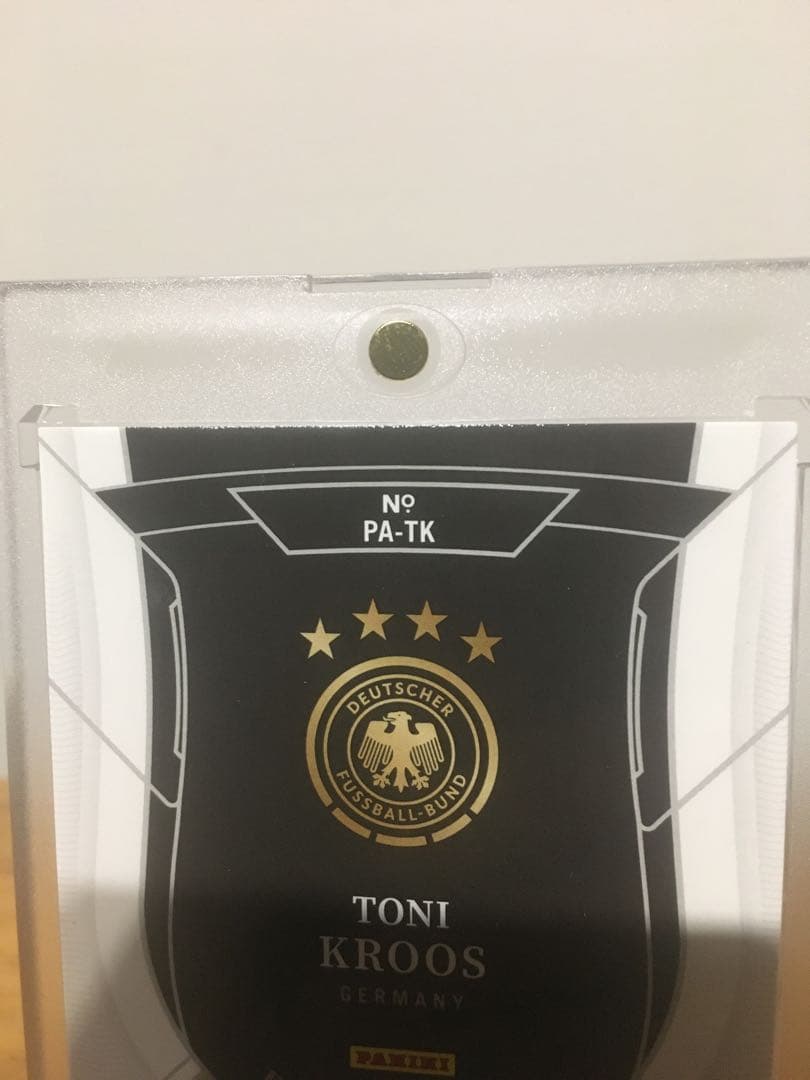 Nº
PA-TK
DEUTSCHER
FUSSBALL-BUND
TONI
KROOS
GERMANY
PANINI